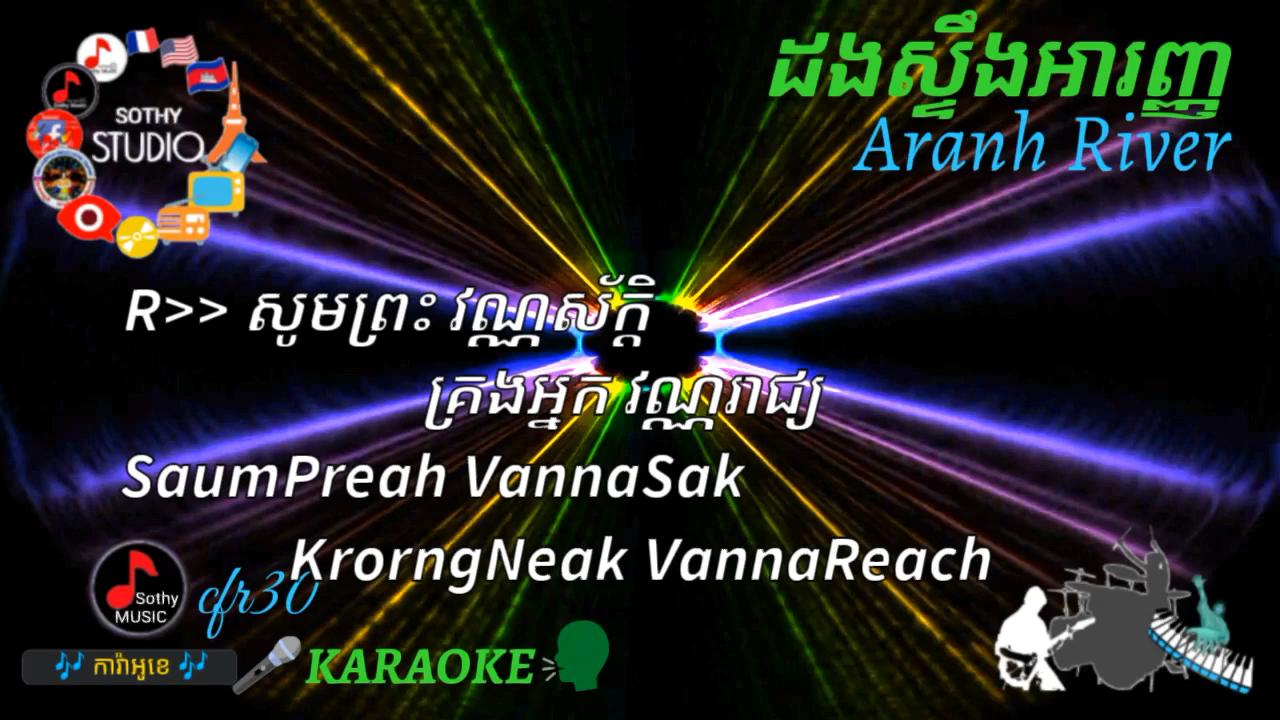 SOTHY
STUDIO
ដងស្ទឹងអារញ្ញ
Aranh River
R>> សូមព្រះ វណ្ណស័ក្តិ
គ្រងអ្នក វណ្ណរាជ្យ
SaumPreah VannaSak
KrorngNeak VannaReach
Sothy
MUSIC
cfr30
🎶 ការ៉ាអូខេ 🎶
KARAOKE